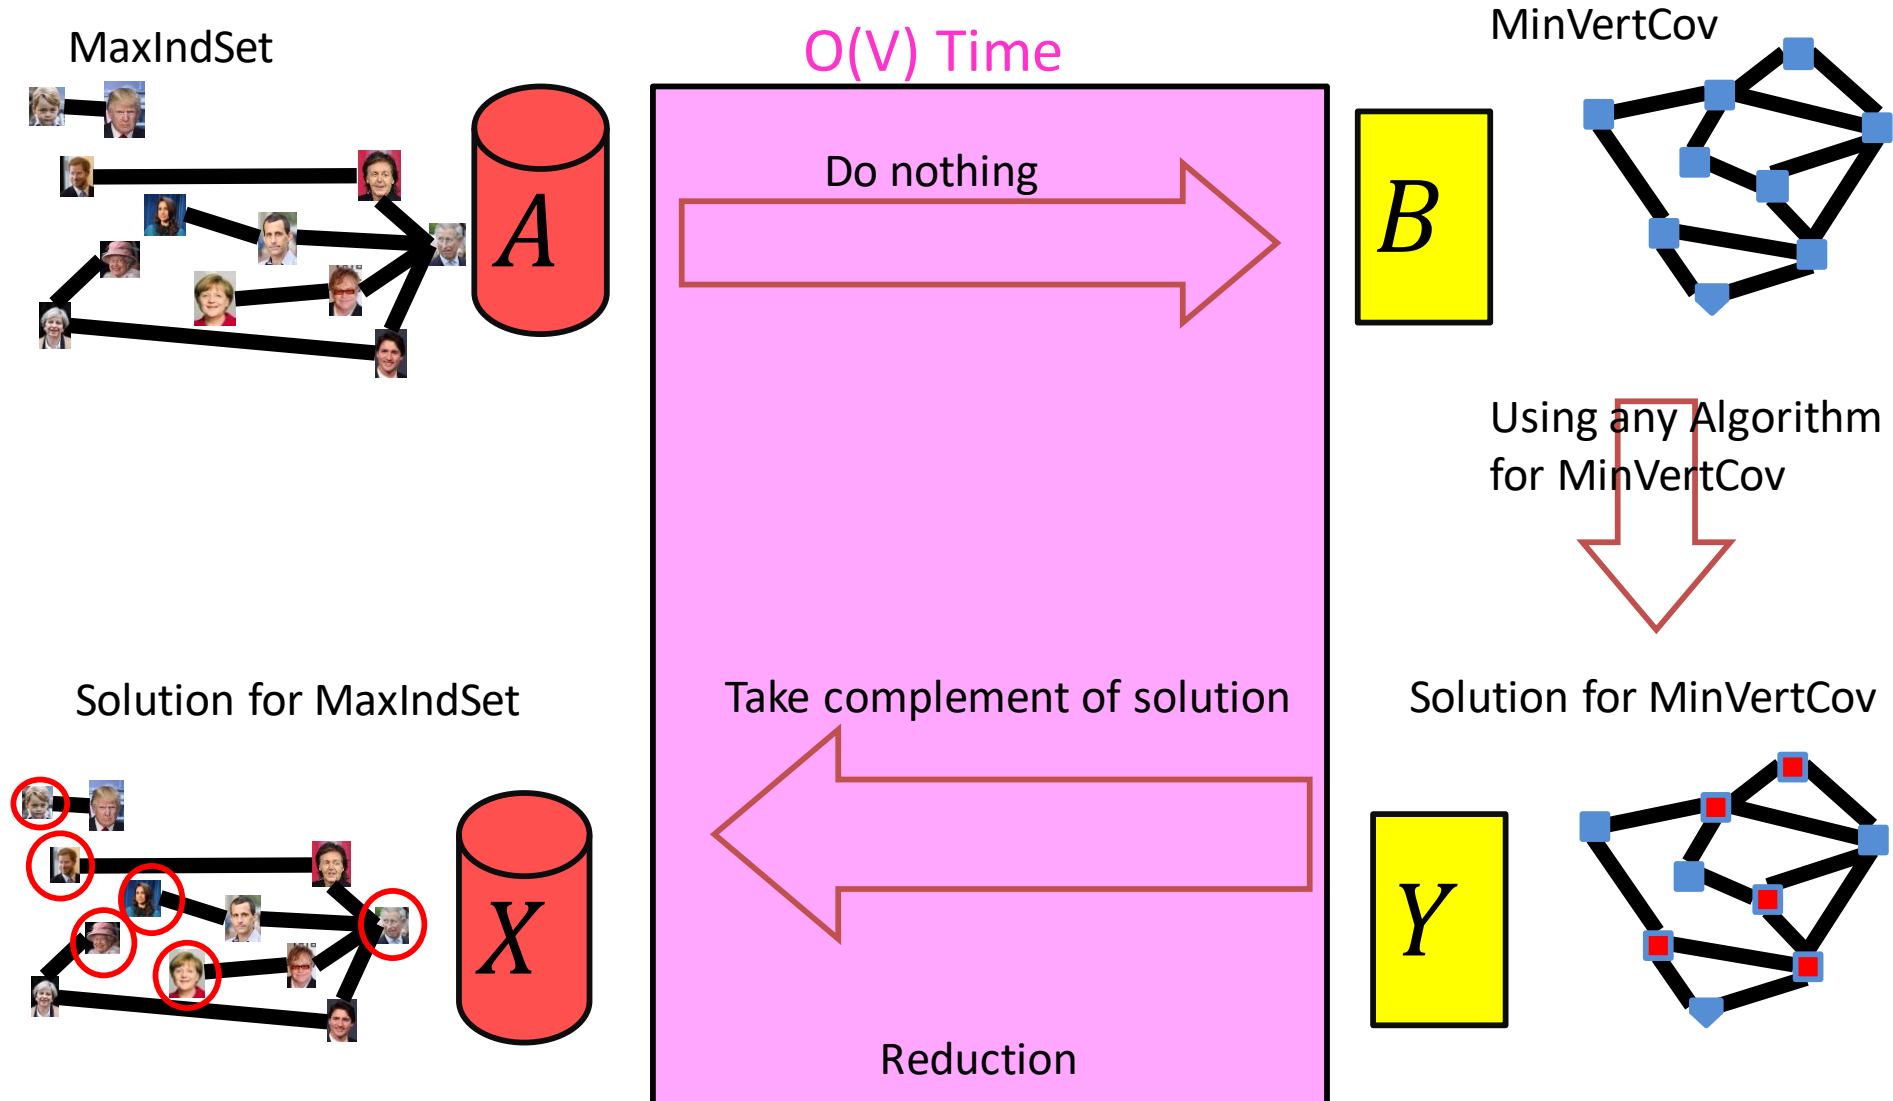 MaxIndSet
O(V) Time
MinVertCov
Do nothing
A
B
Using any Algorithm
for MinVertCov
Solution for MaxIndSet
Take complement of solution
Solution for MinVertCov
X
Y
Reduction